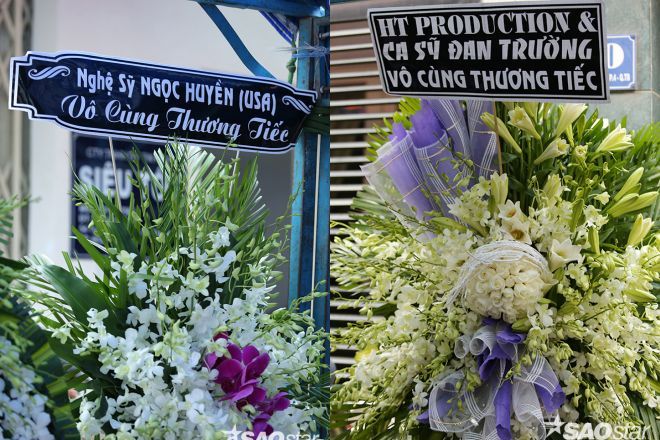 Nghệ Sỹ NGỌC HUYỀN (USA)
Vô Cùng Thương Tiếc
HT PRODUCTION &
CA SỸ ĐAN TRƯỜNG
VÔ CÙNG THƯƠNG TIẾC
SAOstar
SAOstar